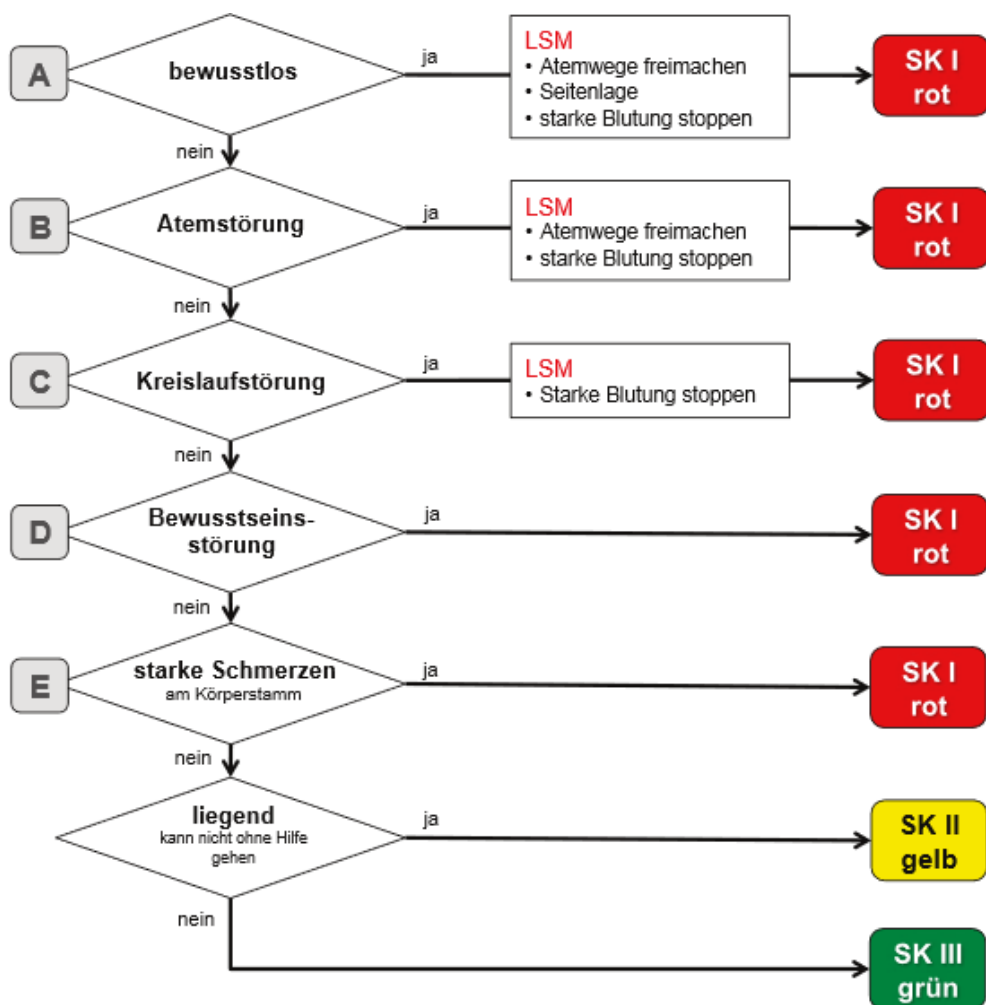 A
bewusstlos
ja
LSM
• Atemwege freimachen
• Seitenlage
• starke Blutung stoppen
SK I
rot
nein
B
Atemstörung
ja
LSM
• Atemwege freimachen
• starke Blutung stoppen
SK I
rot
nein
C
Kreislaufstörung
ja
LSM
• Starke Blutung stoppen
SK I
rot
nein
D
Bewusstseins-
störung
ja
SK I
rot
nein
E
starke Schmerzen
am Körperstamm
ja
SK I
rot
nein
liegend
kann nicht ohne Hilfe
gehen
ja
SK II
gelb
nein
SK III
grün